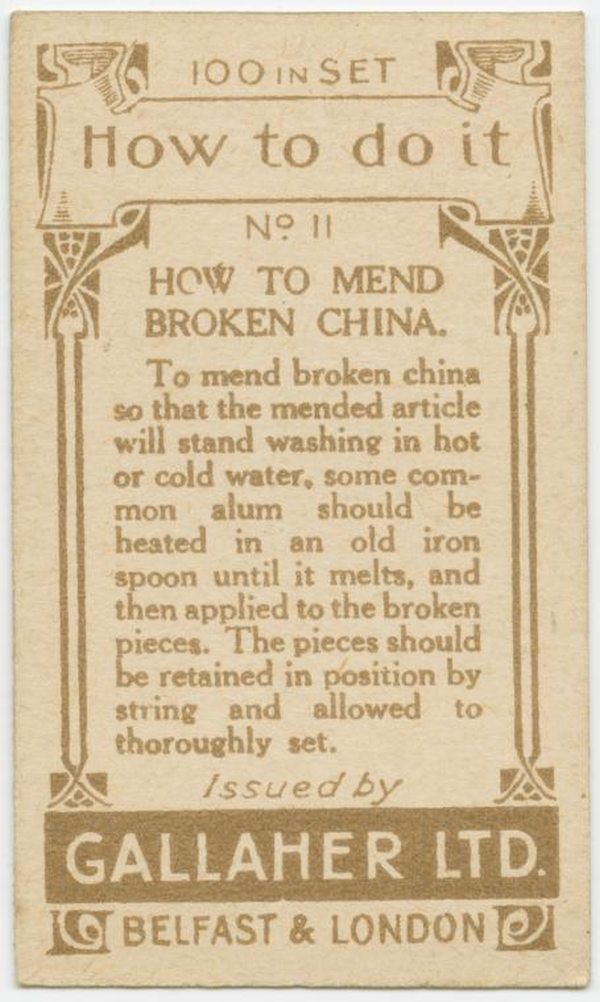 100 IN SET
How to do it
Nº 11
HOW TO MEND
BROKEN CHINA.
To mend broken china
so that the mended article
will stand washing in hot
or cold water, some com-
mon alum should be
heated in an old iron
spoon until it melts, and
then applied to the broken
pieces. The pieces should
be retained in position by
string and allowed to
thoroughly set.
Issued by
GALLAHER LTD.
BELFAST & LONDON